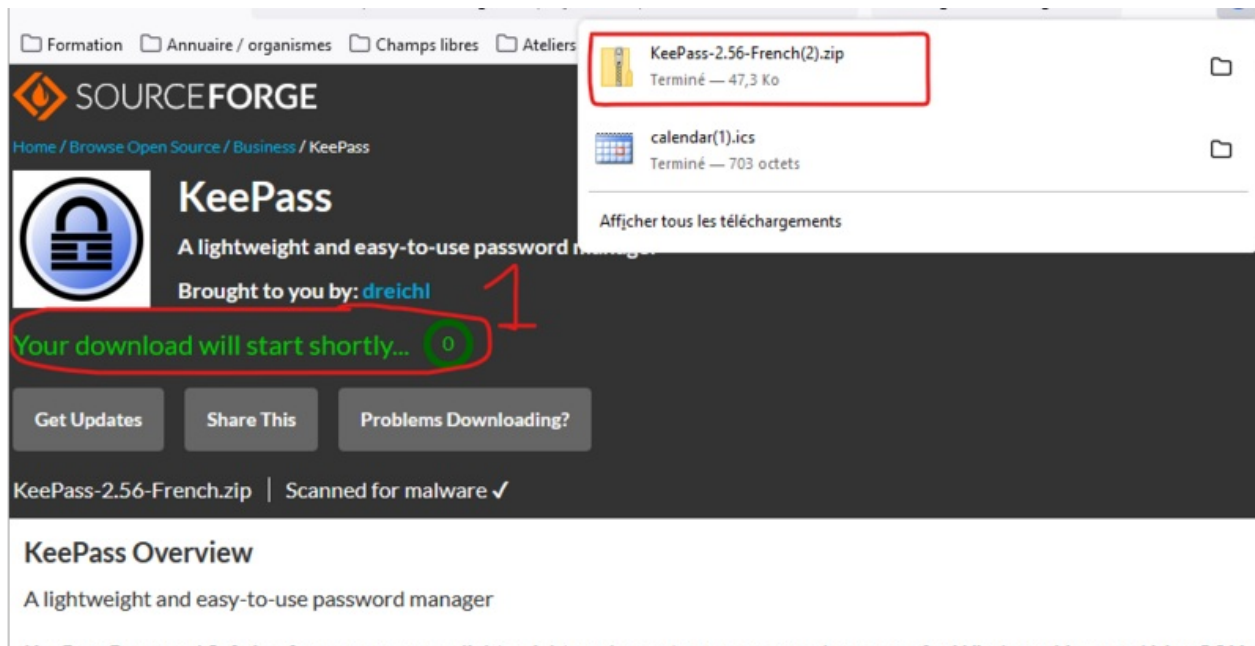 Formation Annuaire / organismes Champs libres Ateliers
KeePass-2.56-French(2).zip
Terminé — 47,3 Ko
calendar(1).ics
Terminé — 703 octets
Afficher tous les téléchargements
SOURCEFORGE
Home / Browse Open Source / Business / KeePass
KeePass
A lightweight and easy-to-use password
Brought to you by: dreichl
1
Your download will start shortly... 0
Get Updates Share This Problems Downloading?
KeePass-2.56-French.zip | Scanned for malware ✓
KeePass Overview
A lightweight and easy-to-use password manager